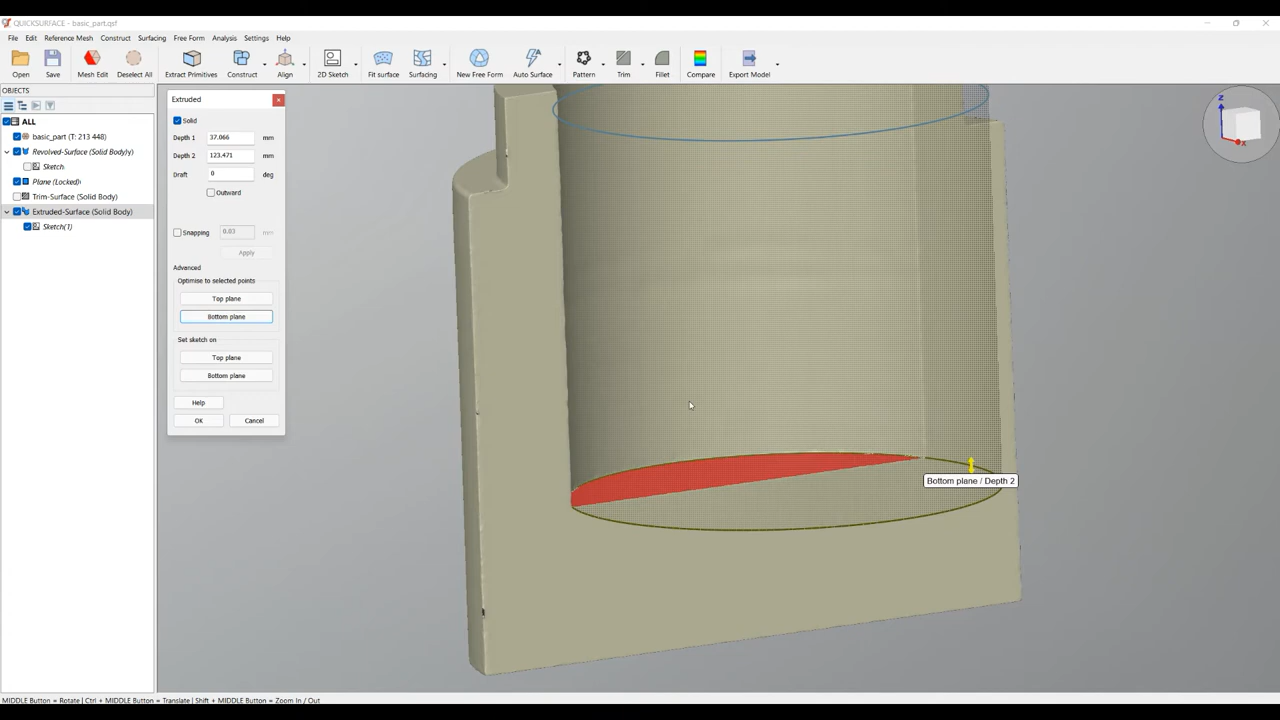 QUICKSURFACE - basic_part.qsf
File Edit Reference Mesh Construct Surfacing Free Form Analysis Settings Help
Open Save Mesh Edit Deselect All Extract Primitives Construct Align 2D Sketch Fit surface Surfacing New Free Form Auto Surface Pattern Trim Fillet Compare Export Model
OBJECTS
ALL
basic_part (T: 213 448)
Revolved-Surface (Solid Body)y)
Sketch
Plane (Locked))
Trim-Surface (Solid Body)
Extruded-Surface (Solid Body)
Sketch(1)
Extruded
Solid
Depth 1 37.066 mm
Depth 2 123.471 mm
Draft 0 deg
Outward
Snapping 0.03 mm
Apply
Advanced
Optimise to selected points
Top plane
Bottom plane
Set sketch on
Top plane
Bottom plane
Help
OK Cancel
Z
X
Bottom plane / Depth 2
MIDDLE Button = Rotate | Ctrl + MIDDLE Button = Translate | Shift + MIDDLE Button = Zoom In / Out